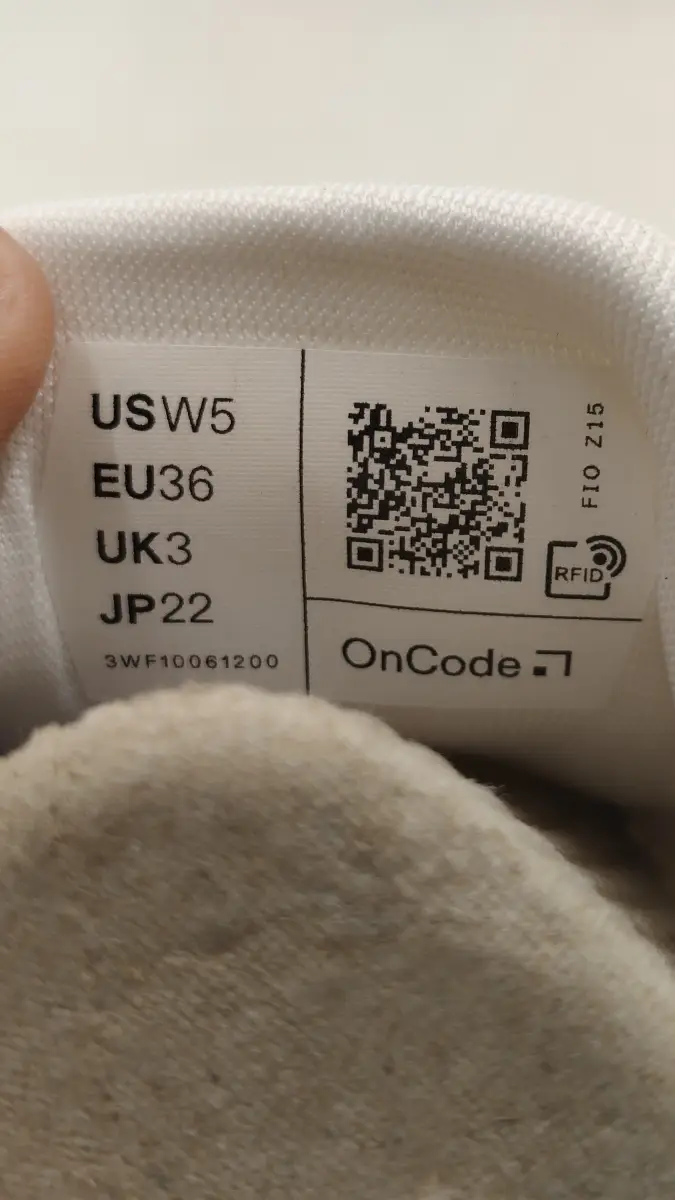 USW5
EU36
UK3
JP22
3WF10061200
FIO Z15
RFID
OnCode